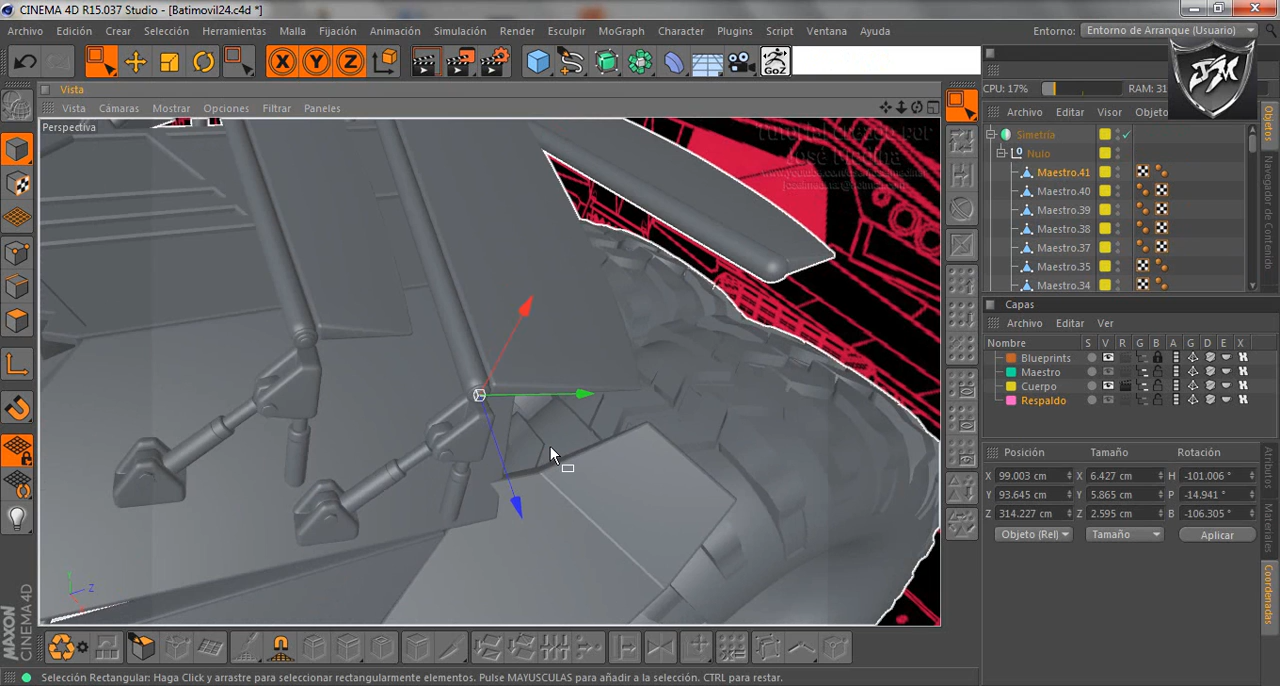 CINEMA 4D R15.037 Studio - [Batimovil24.c4d *]
Archivo Edición Crear Selección Herramientas Malla Fijación Animación Simulación Render Esculpir MoGraph Character Plugins Script Ventana Ayuda Entorno: Entorno de Arranque (Usuario)
X Y Z GoZ
Vista
Vista Cámaras Mostrar Opciones Filtrar Paneles
Perspectiva
Tutorial creado por
José Medina
CPU: 17% RAM: 31
JM
Archivo Editar Visor Objeto
Simetría
Nulo
Maestro.41
Maestro.40
Maestro.39
Maestro.38
Maestro.37
Maestro.35
Maestro.34
Objetos
Navegador de Contenido
Capas
Archivo Editar Ver
Nombre S V R G B A G D E X
Blueprints
Maestro
Cuerpo
Respaldo
Posición Tamaño Rotación
X 99.003 cm X 6.427 cm H -101.006 °
Y 93.645 cm Y 5.865 cm P -14.941 °
Z 314.227 cm Z 2.595 cm B -106.305 °
Objeto (Rel) Tamaño Aplicar
Atributos
Materiales
Coordenadas
Y Z
MAXON
CINEMA 4D
Selección Rectangular: Haga Click y arrastre para seleccionar rectangularmente elementos. Pulse MAYUSCULAS para añadir a la selección. CTRL para restar.